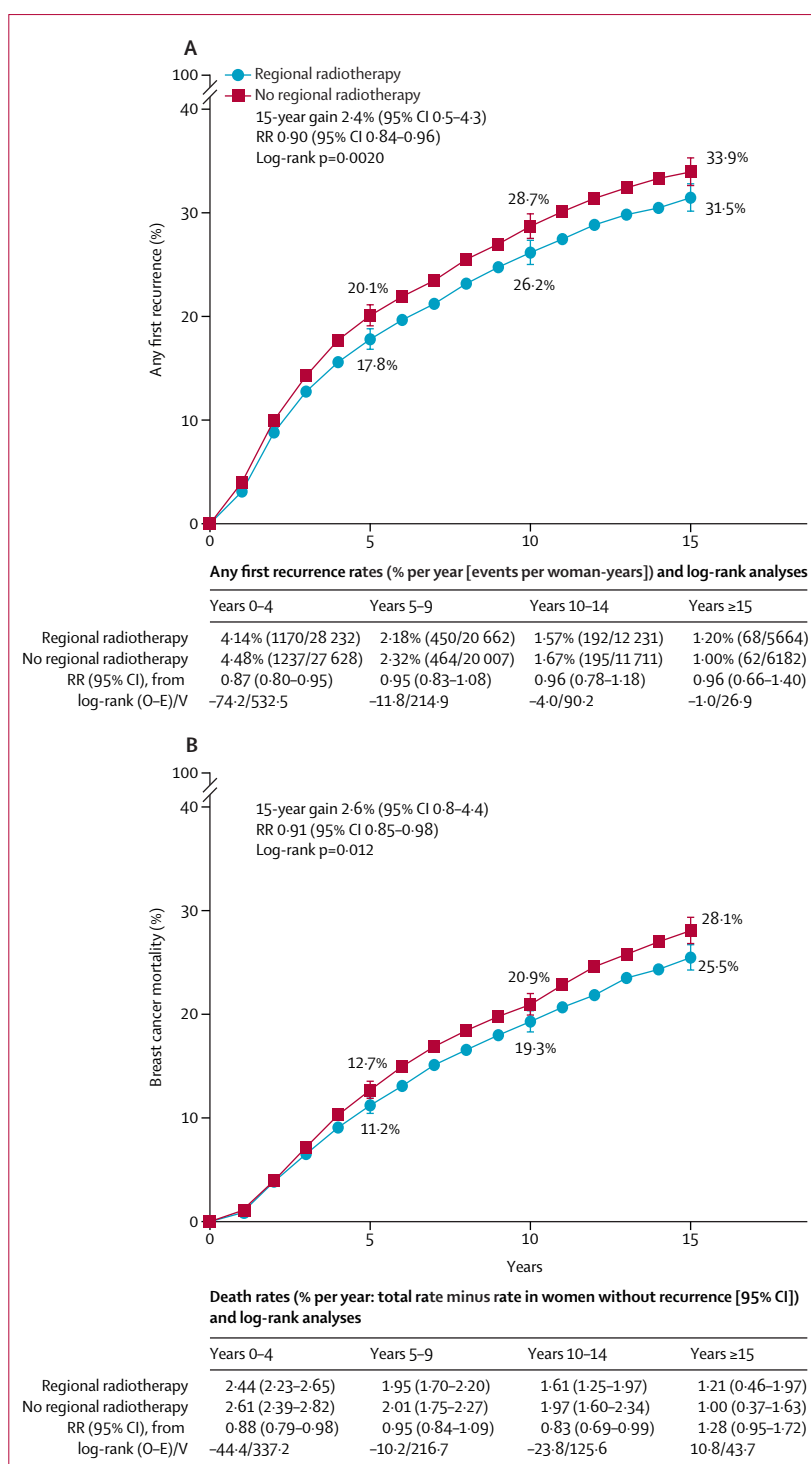 A
Regional radiotherapy
No regional radiotherapy
15-year gain 2·4% (95% CI 0·5–4·3)
RR 0·90 (95% CI 0·84–0·96)
Log-rank p=0·0020
100
40
30
20
10
0
Any first recurrence (%)
20·1%
17·8%
28·7%
26·2%
33·9%
31·5%
0 5 10 15
Any first recurrence rates (% per year [events per woman-years]) and log-rank analyses
Years 0–4 Years 5–9 Years 10–14 Years ≥15
Regional radiotherapy 4·14% (1170/28 232) 2·18% (450/20 662) 1·57% (192/12 231) 1·20% (68/5664)
No regional radiotherapy 4·48% (1237/27 628) 2·32% (464/20 007) 1·67% (195/11 711) 1·00% (62/6182)
RR (95% CI), from 0·87 (0·80–0·95) 0·95 (0·83–1·08) 0·96 (0·78–1·18) 0·96 (0·66–1·40)
log-rank (O–E)/V –74·2/532·5 –11·8/214·9 –4·0/90·2 –1·0/26·9
B
15-year gain 2·6% (95% CI 0·8–4·4)
RR 0·91 (95% CI 0·85–0·98)
Log-rank p=0·012
100
40
30
20
10
0
Breast cancer mortality (%)
12·7%
11·2%
20·9%
19·3%
28·1%
25·5%
0 5 10 15
Years
Death rates (% per year: total rate minus rate in women without recurrence [95% CI])
and log-rank analyses
Years 0–4 Years 5–9 Years 10–14 Years ≥15
Regional radiotherapy 2·44 (2·23–2·65) 1·95 (1·70–2·20) 1·61 (1·25–1·97) 1·21 (0·46–1·97)
No regional radiotherapy 2·61 (2·39–2·82) 2·01 (1·75–2·27) 1·97 (1·60–2·34) 1·00 (0·37–1·63)
RR (95% CI), from 0·88 (0·79–0·98) 0·95 (0·84–1·09) 0·83 (0·69–0·99) 1·28 (0·95–1·72)
log-rank (O–E)/V –44·4/337·2 –10·2/216·7 –23·8/125·6 10·8/43·7